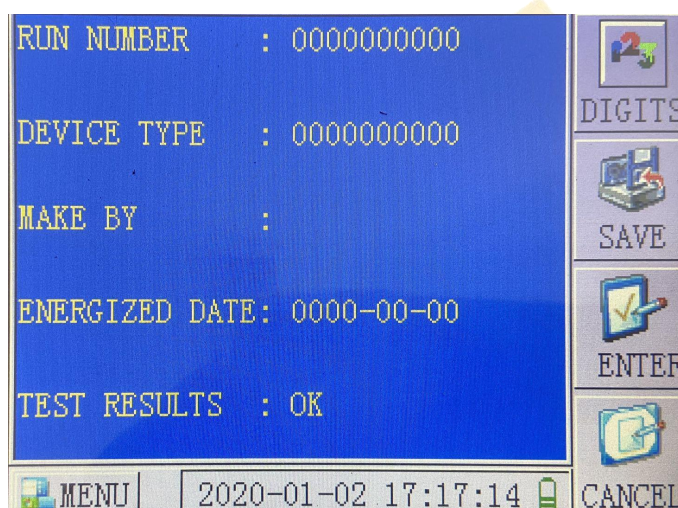 RUN NUMBER : 0000000000
DEVICE TYPE : 0000000000
MAKE BY :
ENERGIZED DATE: 0000-00-00
TEST RESULTS : OK
123
DIGITS
SAVE
ENTER
CANCEL
MENU
2020-01-02 17:17:14